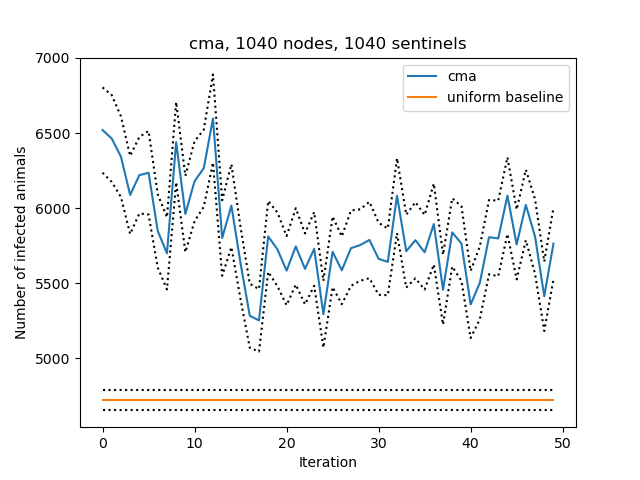 cma, 1040 nodes, 1040 sentinels
7000
6500
6000
5500
5000
Number of infected animals
cma
uniform baseline
0
10
20
30
40
50
Iteration